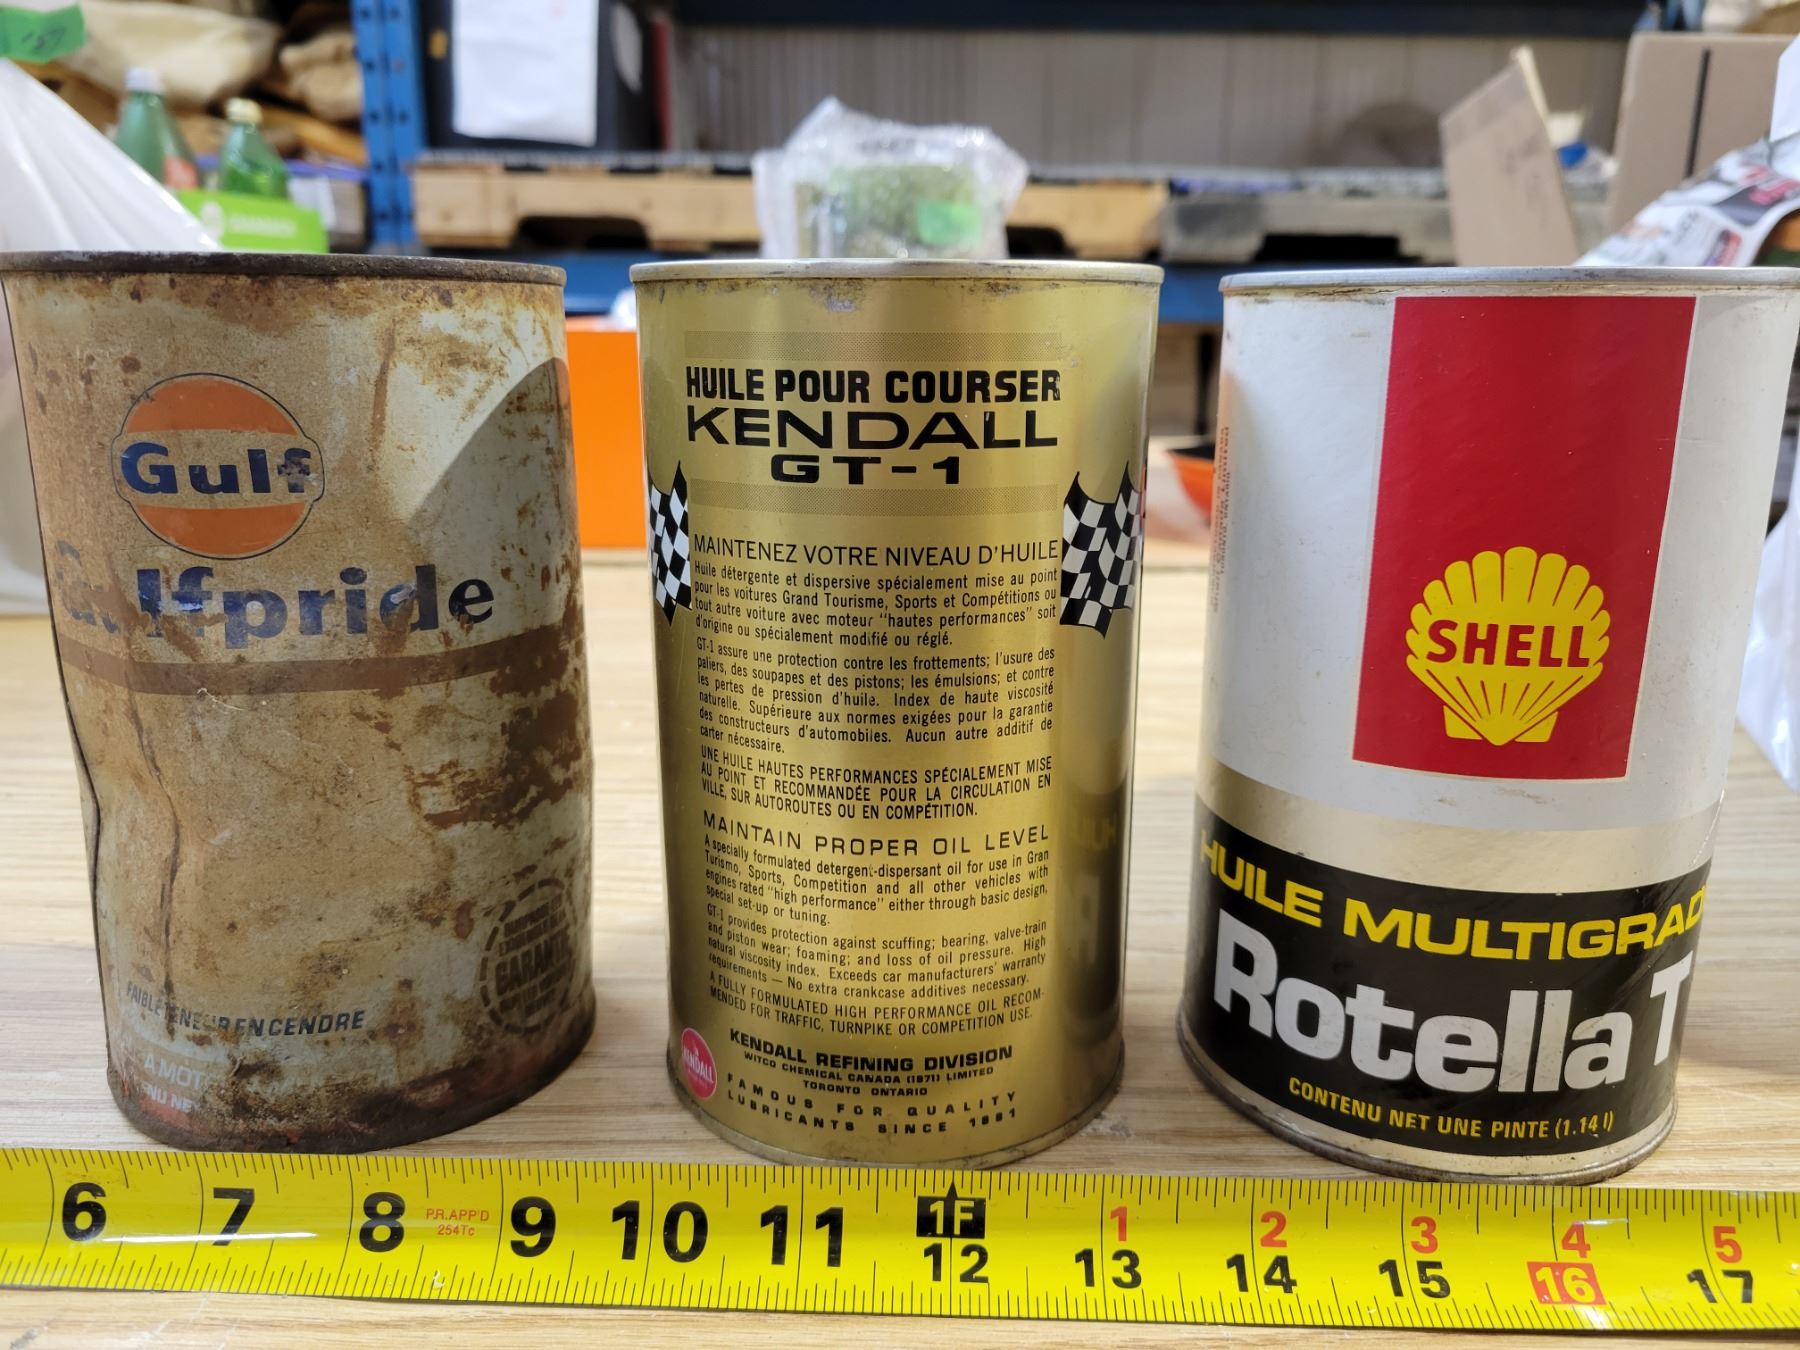 Gulf
Gulfpride
FAIBLE TENEUR EN CENDRE
GARANTIE
HUILE POUR COURSER
KENDALL
GT-1
MAINTENEZ VOTRE NIVEAU D'HUILE
Huile détergente et dispersive spécialement mise au point
pour les voitures Grand Tourisme, Sports et Compétitions ou
tout autre voiture avec moteur "hautes performances" soit
d'origine ou spécialement modifié ou réglé.
GT-1 assure une protection contre les frottements; l'usure des
paliers, des soupapes et des pistons; les émulsions; et contre
les pertes de pression d'huile. Index de haute viscosité
naturelle. Supérieure aux normes exigées pour la garantie
des constructeurs d'automobiles. Aucun autre additif de
carter nécessaire.
UNE HUILE HAUTES PERFORMANCES SPÉCIALEMENT MISE
AU POINT ET RECOMMANDÉE POUR LA CIRCULATION EN
VILLE, SUR AUTOROUTES OU EN COMPÉTITION.
MAINTAIN PROPER OIL LEVEL
A specially formulated detergent-dispersant oil for use in Gran
Turismo, Sports, Competition and all other vehicles with
engines rated "high performance" either through basic design,
special set-up or tuning.
GT-1 provides protection against scuffing; bearing, valve-train
and piston wear; foaming; and loss of oil pressure. High
natural viscosity index. Exceeds car manufacturers' warranty
requirements — No extra crankcase additives necessary.
A FULLY FORMULATED HIGH PERFORMANCE OIL RECOM-
MENDED FOR TRAFFIC, TURNPIKE OR COMPETITION USE.
KENDALL REFINING DIVISION
WITCO CHEMICAL CANADA (1971) LIMITED
TORONTO ONTARIO
KENDALL
FAMOUS FOR QUALITY
LUBRICANTS SINCE 1881
SHELL
HUILE MULTIGRAD
Rotella T
CONTENU NET UNE PINTE (1.14 l)
6 7 8 P.R.APP'D 9 10 11 1F 1 2 3 4 5
254Tc 12 13 14 15 16 17